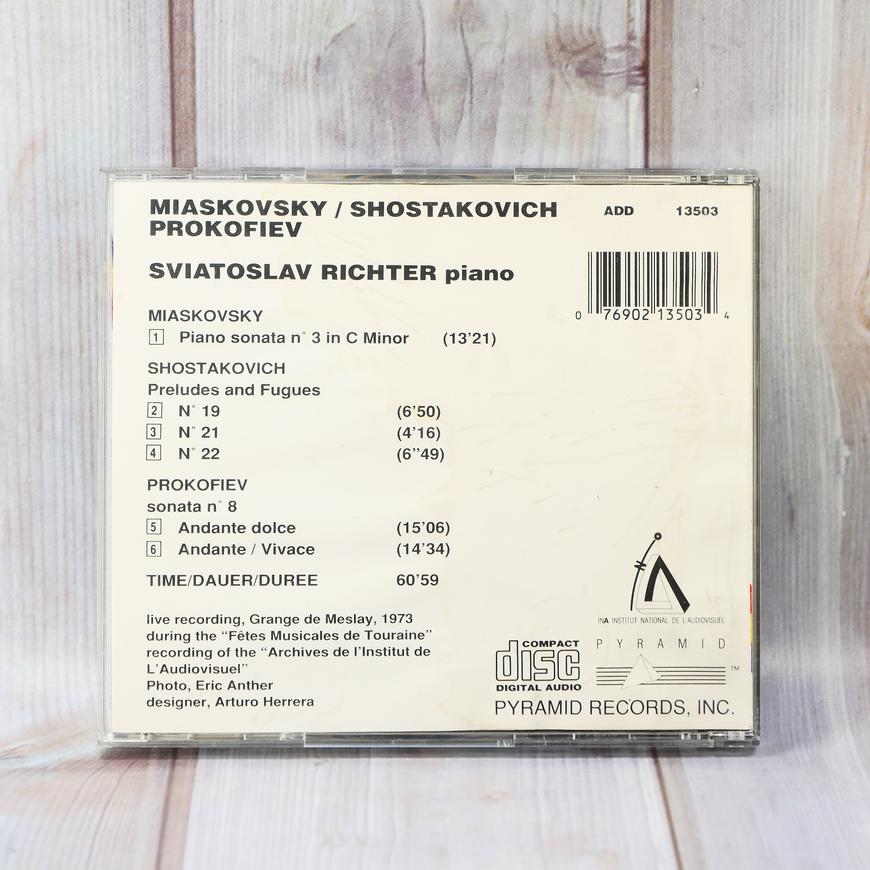 MIASKOVSKY / SHOSTAKOVICH
PROKOFIEV
ADD 13503
SVIATOSLAV RICHTER piano
0 76902 13503 4
MIASKOVSKY
1 Piano sonata n° 3 in C Minor (13'21)
SHOSTAKOVICH
Preludes and Fugues
2 N° 19 (6'50)
3 N° 21 (4'16)
4 N° 22 (6"49)
PROKOFIEV
sonata n° 8
5 Andante dolce (15'06)
6 Andante / Vivace (14'34)
TIME/DAUER/DUREE 60'59
live recording, Grange de Meslay, 1973
during the "Fêtes Musicales de Touraine"
recording of the "Archives de l'Institut de
L'Audiovisuel"
Photo, Eric Anther
designer, Arturo Herrera
INA INSTITUT NATIONAL DE L'AUDIOVISUEL
COMPACT
disc
DIGITAL AUDIO
PYRAMID
TM
PYRAMID RECORDS, INC.